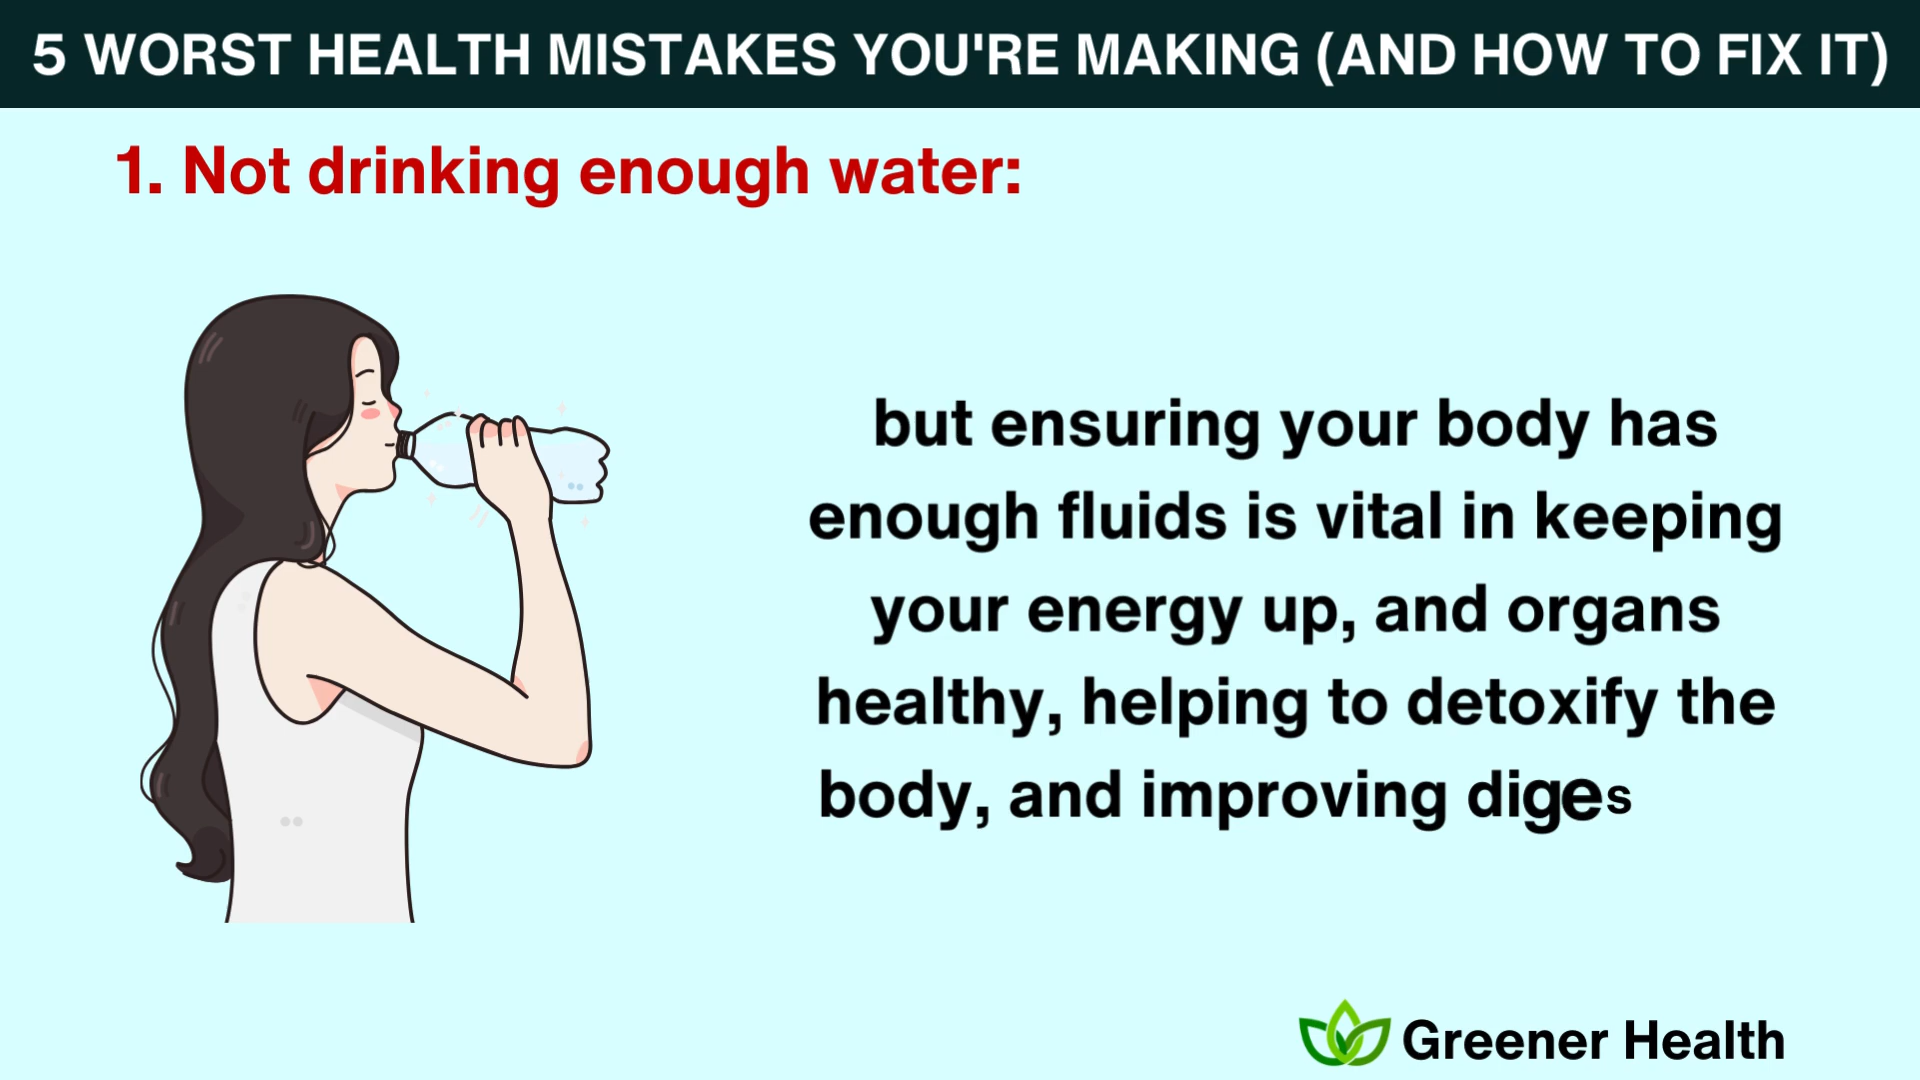 5 WORST HEALTH MISTAKES YOU'RE MAKING (AND HOW TO FIX IT)
1. Not drinking enough water:
but ensuring your body has
enough fluids is vital in keeping
your energy up, and organs
healthy, helping to detoxify the
body, and improving diges
Greener Health